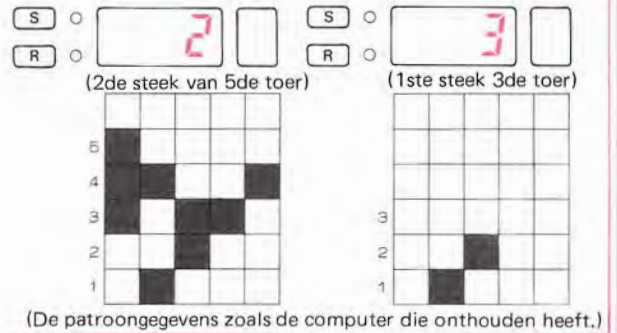 S 2 S 3
R R
(2de steek van 5de toer) (1ste steek 3de toer)
5
4
3 3
2 2
1 1
(De patroongegevens zoals de computer die onthouden heeft.)